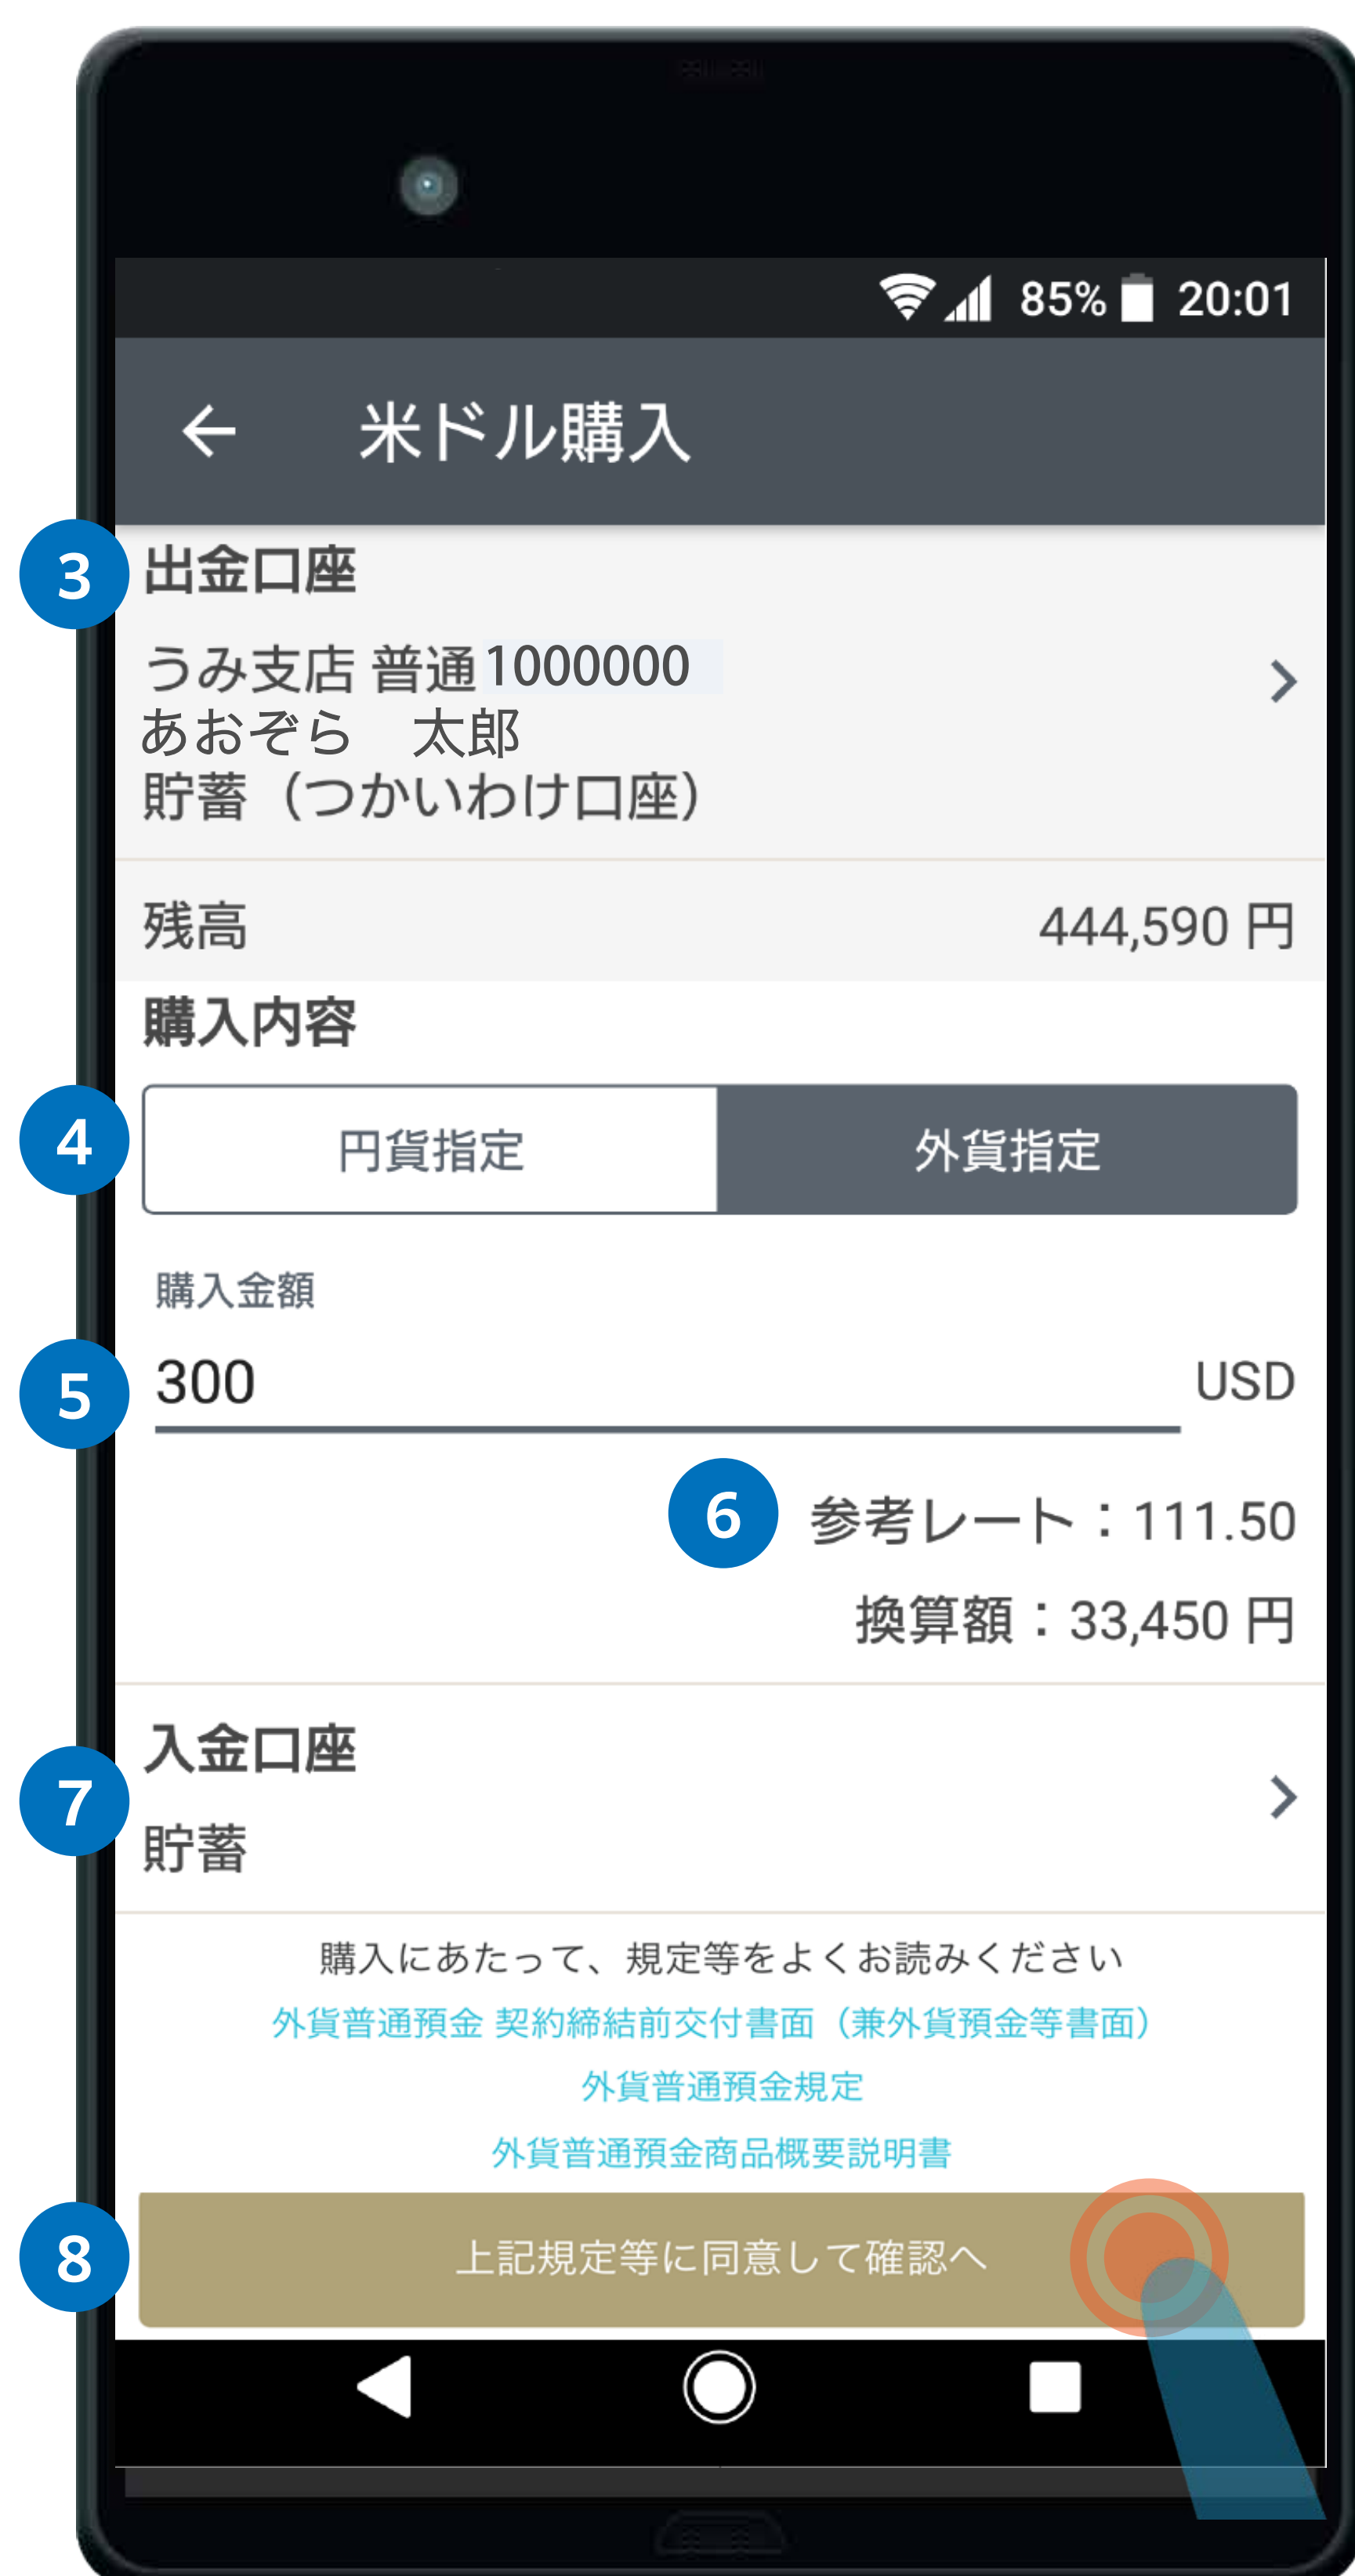 85% 20:01
米ドル購入
3 出金口座
うみ支店 普通 1000000
あおぞら 太郎
貯蓄（つかいわけ口座）
残高 444,590 円
購入内容
4 円貨指定 外貨指定
購入金額
5 300 USD
6 参考レート：111.50
換算額：33,450 円
入金口座
7
貯蓄
購入にあたって、規定等をよくお読みください
外貨普通預金 契約締結前交付書面（兼外貨預金等書面）
外貨普通預金規定
外貨普通預金商品概要説明書
8 上記規定等に同意して確認へ